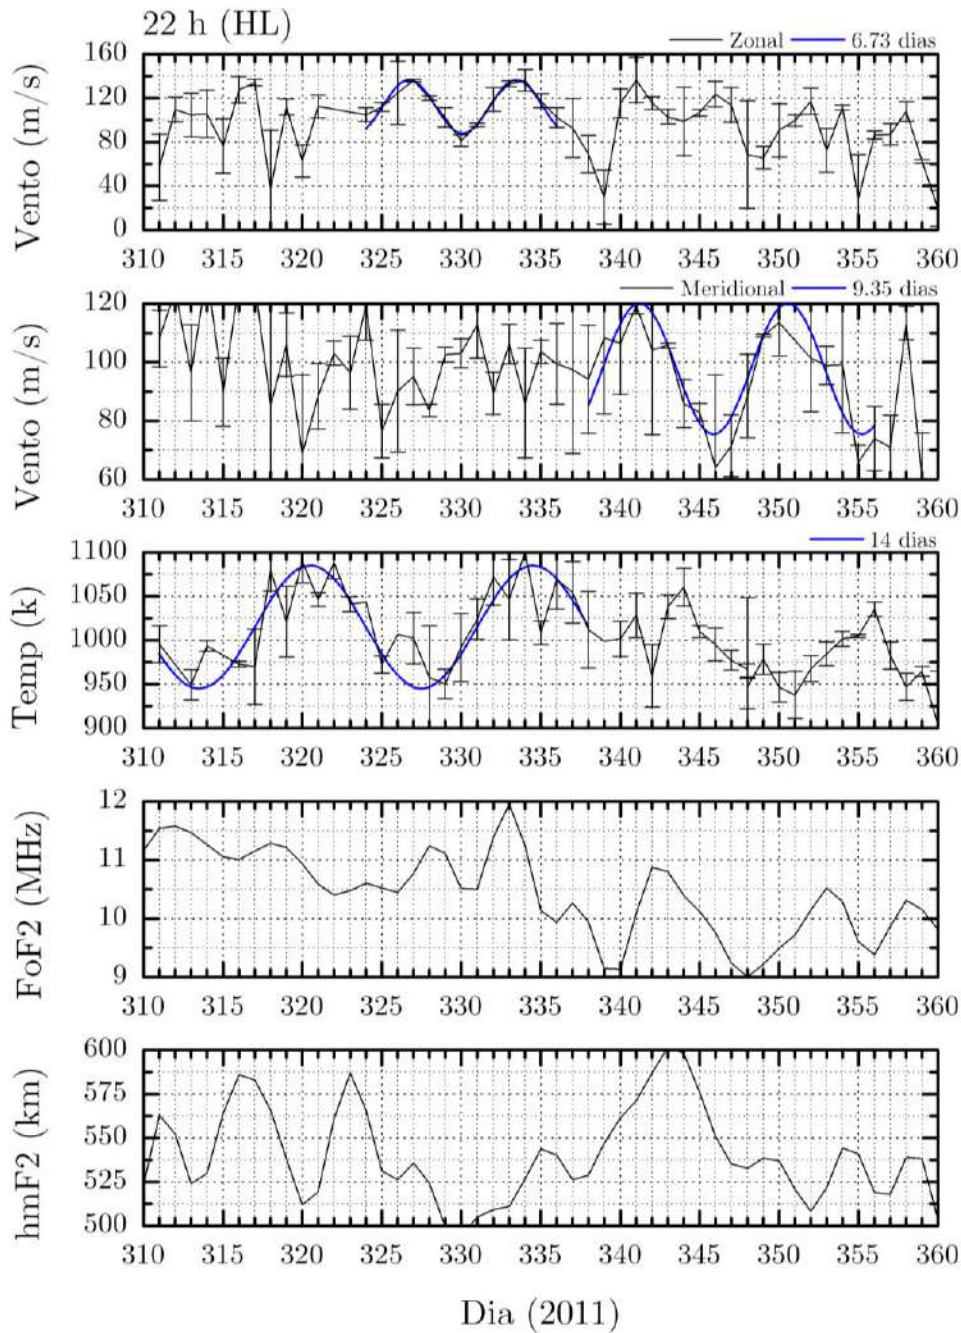 22 h (HL)
Zonal 6.73 dias
Vento (m/s)
160
120
80
40
0
310 315 320 325 330 335 340 345 350 355 360
Meridional 9.35 dias
Vento (m/s)
120
100
80
60
310 315 320 325 330 335 340 345 350 355 360
14 dias
Temp (k)
1100
1050
1000
950
900
310 315 320 325 330 335 340 345 350 355 360
FoF2 (MHz)
12
11
10
9
310 315 320 325 330 335 340 345 350 355 360
hmF2 (km)
600
575
550
525
500
310 315 320 325 330 335 340 345 350 355 360
Dia (2011)